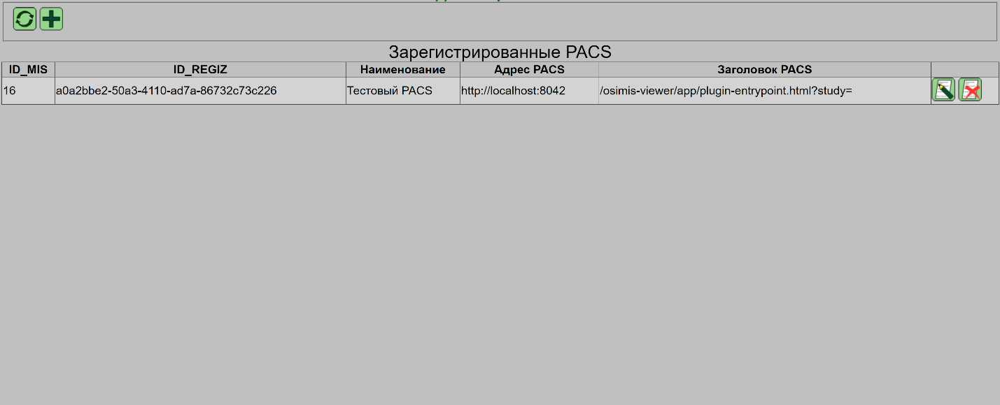 Зарегистрированные PACS
ID_MIS ID_REGIZ Наименование Адрес PACS Заголовок PACS
16 a0a2bbe2-50a3-4110-ad7a-86732c73c226 Тестовый PACS http://localhost:8042 /osimis-viewer/app/plugin-entrypoint.html?study=